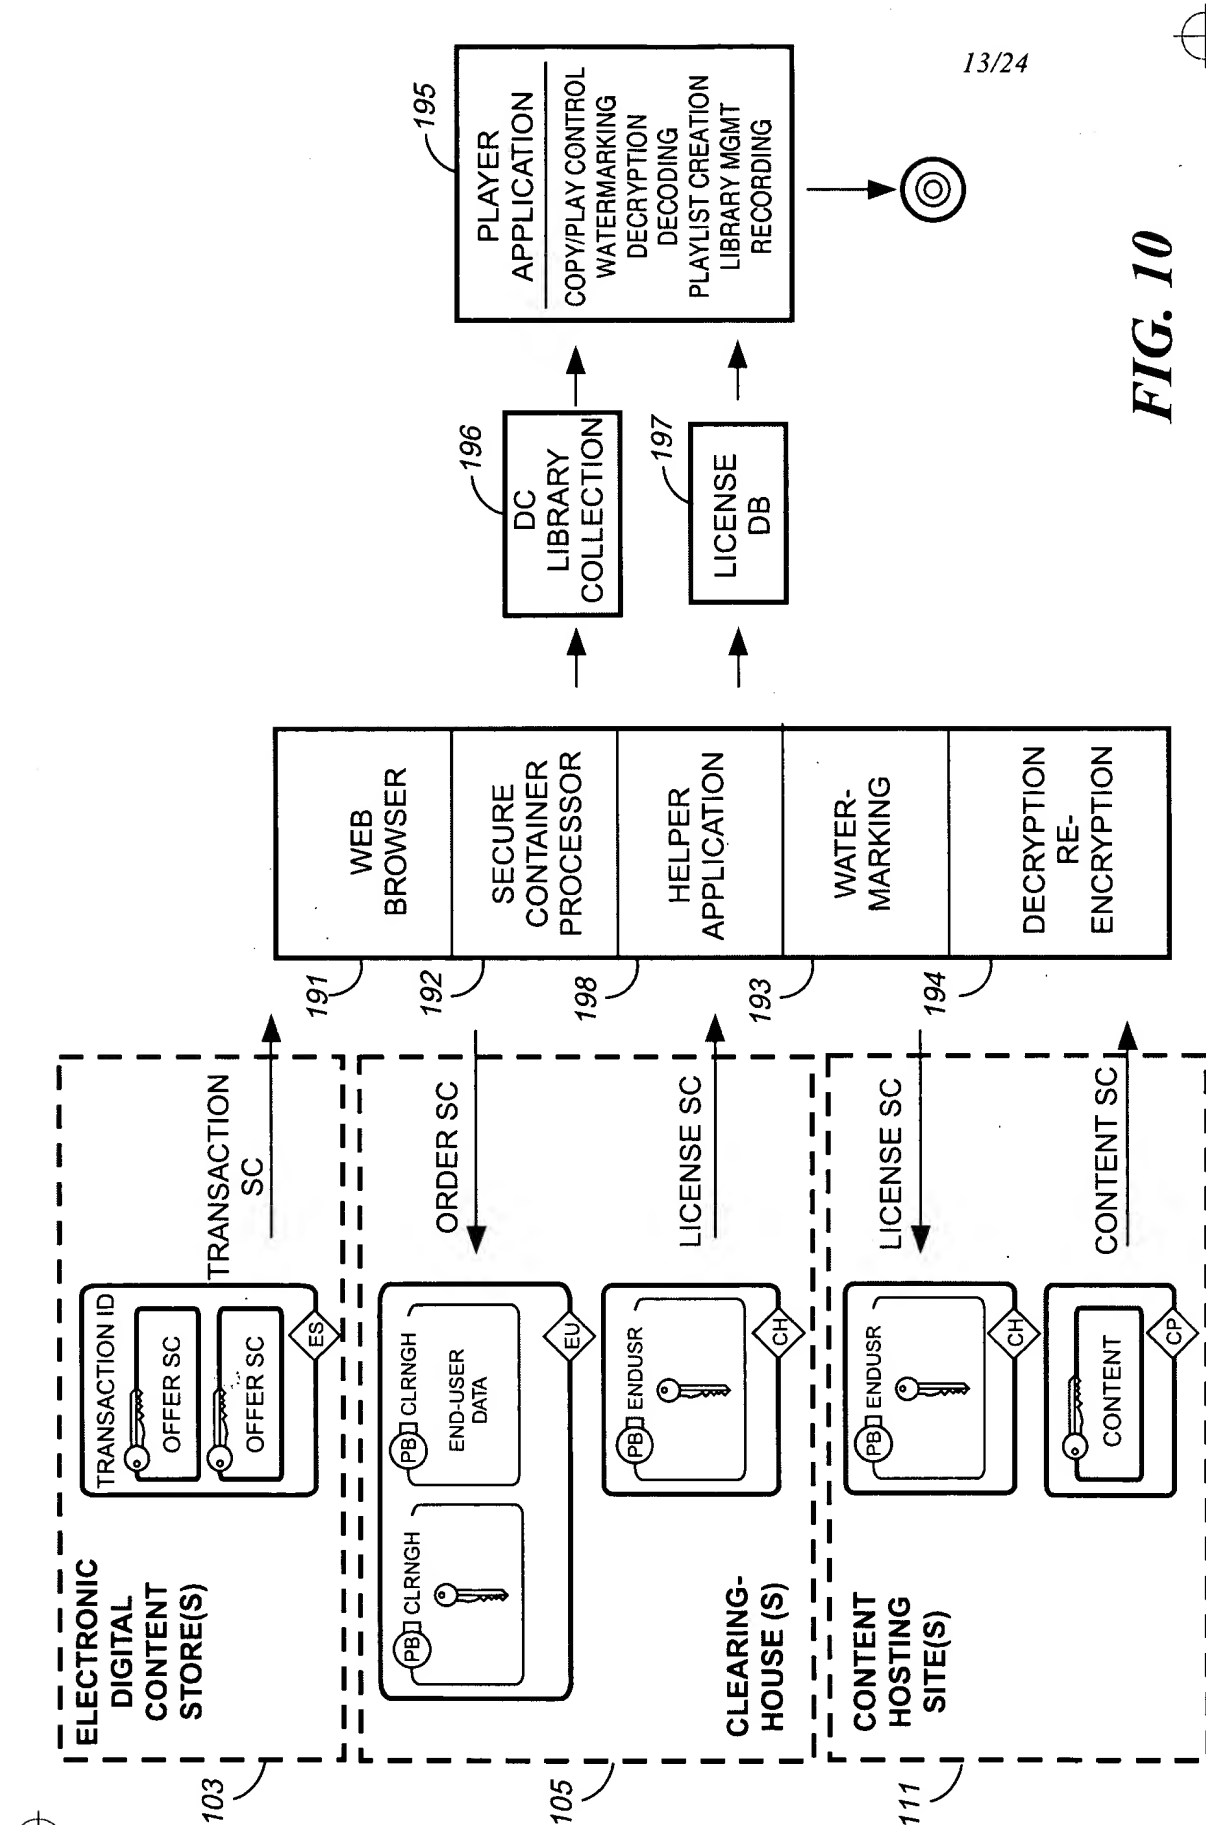 13/24
ELECTRONIC
DIGITAL
CONTENT
STORE(S)
103
TRANSACTION ID
OFFER SC
OFFER SC
ES
TRANSACTION
SC
CLEARING-
HOUSE (S)
105
PB CLRNGH
PB CLRNGH
END-USER
DATA
EU
ORDER SC
PB ENDUSR
CH
LICENSE SC
CONTENT
HOSTING
SITE(S)
111
PB ENDUSR
CH
LICENSE SC
CONTENT
CP
CONTENT SC
191
WEB
BROWSER
192
SECURE
CONTAINER
PROCESSOR
198
HELPER
APPLICATION
193
WATER-
MARKING
194
DECRYPTION
RE-
ENCRYPTION
196
DC
LIBRARY
COLLECTION
197
LICENSE
DB
195
PLAYER
APPLICATION
COPY/PLAY CONTROL
WATERMARKING
DECRYPTION
DECODING
PLAYLIST CREATION
LIBRARY MGMT
RECORDING
FIG. 10